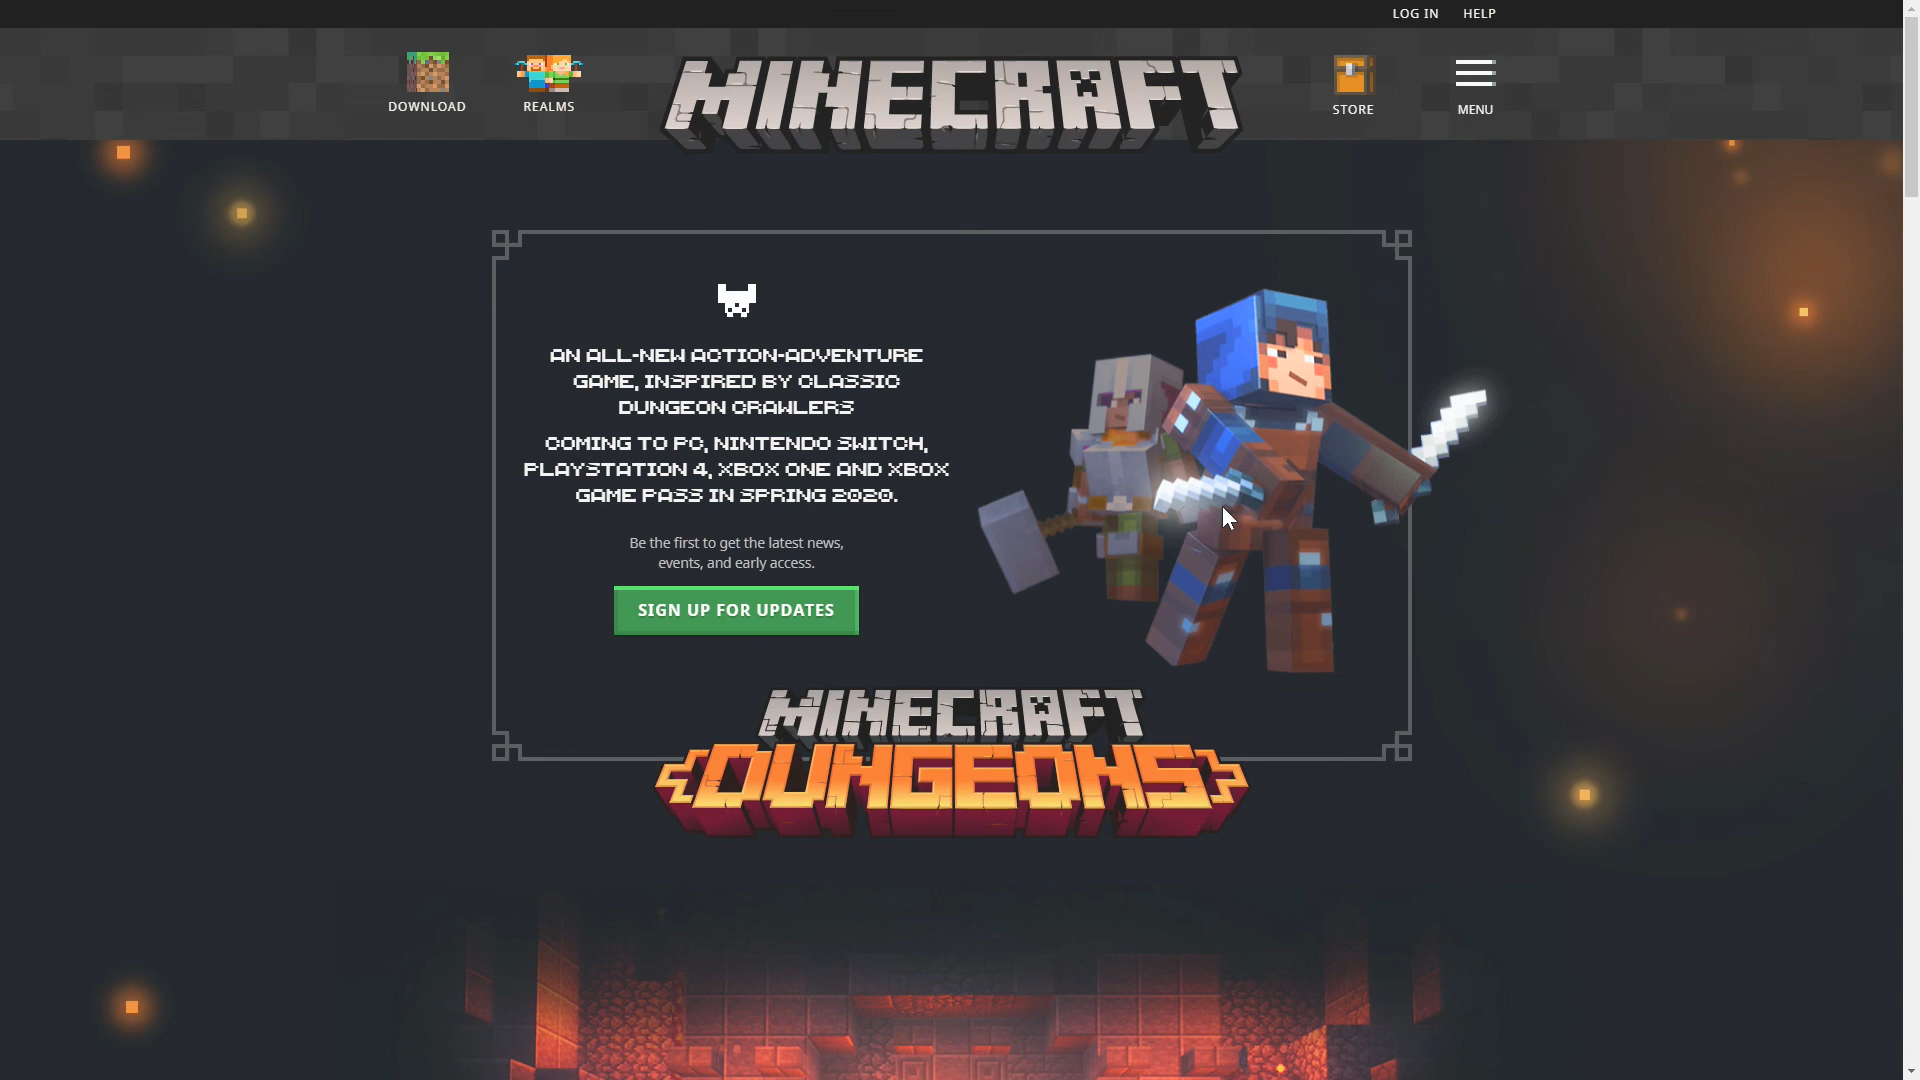 LOG IN HELP
DOWNLOAD REALMS MINECRAFT STORE MENU
AN ALL-NEW ACTION-ADVENTURE
GAME, INSPIRED BY CLASSIC
DUNGEON CRAWLERS
COMING TO PC, NINTENDO SWITCH,
PLAYSTATION 4, XBOX ONE AND XBOX
GAME PASS IN SPRING 2020.
Be the first to get the latest news,
events, and early access.
SIGN UP FOR UPDATES
MINECRAFT
DUNGEONS